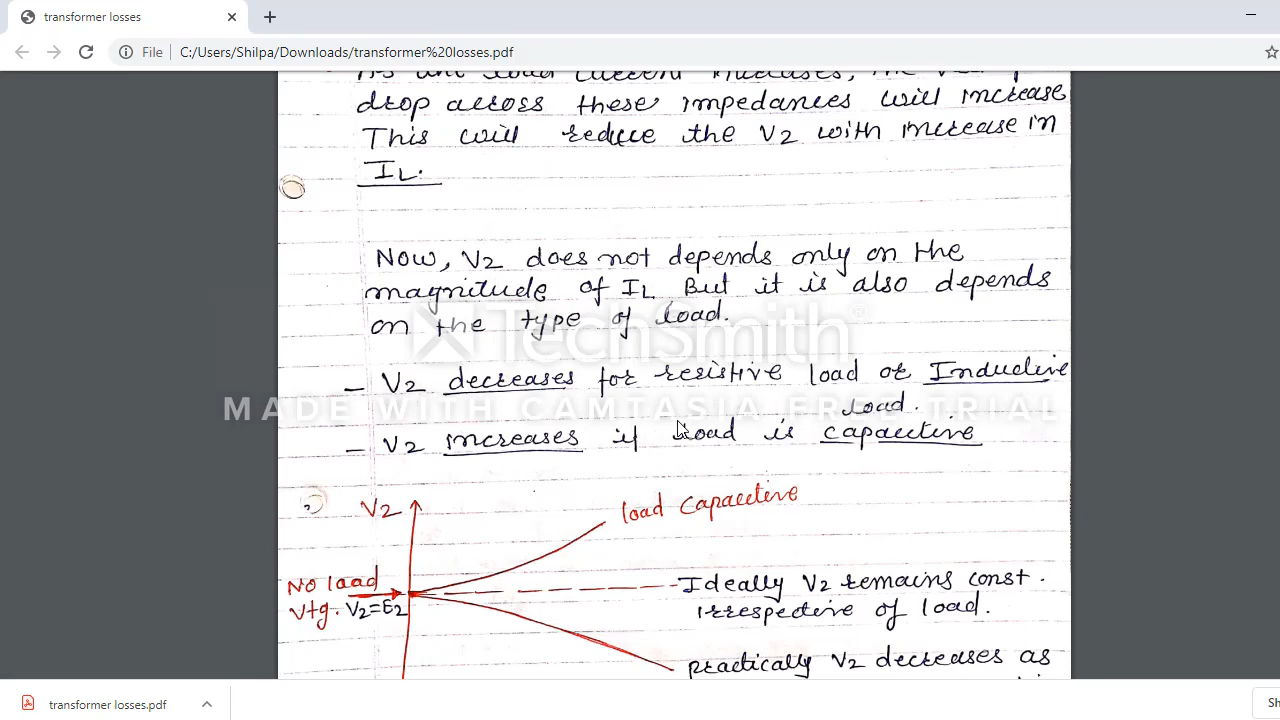 transformer losses
File
C:/Users/Shilpa/Downloads/transformer%20losses.pdf
drop across these impedances will increase
This will reduce the V2 with increase in
IL.
Now, V2 does not depends only on the
magnitude of IL But it is also depends
on the type of load.
TechSmith®
- V2 decreases for resistive load or Inductive
load.
MADE WITH CAMTASIA FREE TRIAL
- V2 increases if load is capacitive
V2
load capacitive
No load
Vtg. V2=E2
Ideally V2 remains const.
irrespective of load.
practically V2 decreases as
transformer losses.pdf
Sh